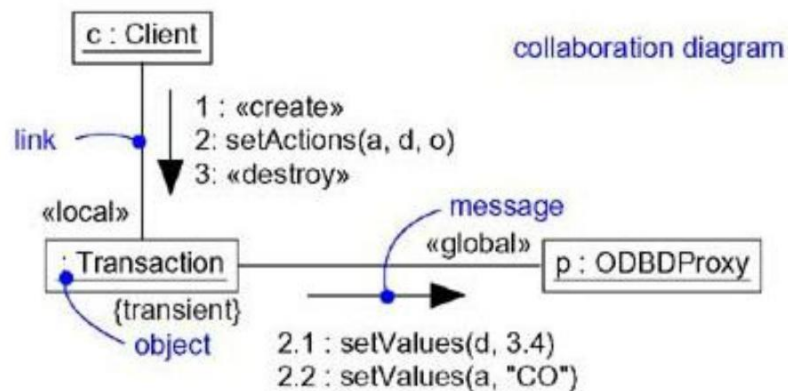 c : Client
collaboration diagram
1 : «create»
link
2: setActions(a, d, o)
3: «destroy»
«local»
message
«global»
: Transaction
p : ODBDProxy
{transient}
object
2.1 : setValues(d, 3.4)
2.2 : setValues(a, "CO")